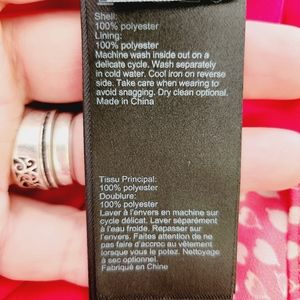 Shell:
100% polyester
Lining:
100% polyester
Machine wash inside out on a
delicate cycle. Wash separately
in cold water. Cool iron on reverse
side. Take care when wearing to
avoid snagging. Dry clean optional.
Made in China
Tissu Principal:
100% polyester
Doublure:
100% polyester
Laver à l'envers en machine sur
cycle délicat. Laver séparément
à l'eau froide. Repasser sur
l'envers. Faites attention de ne
pas faire d'accroc au vêtement
lorsque vous le potez. Nettoyage
à sec optionnel.
Fabriqué en Chine